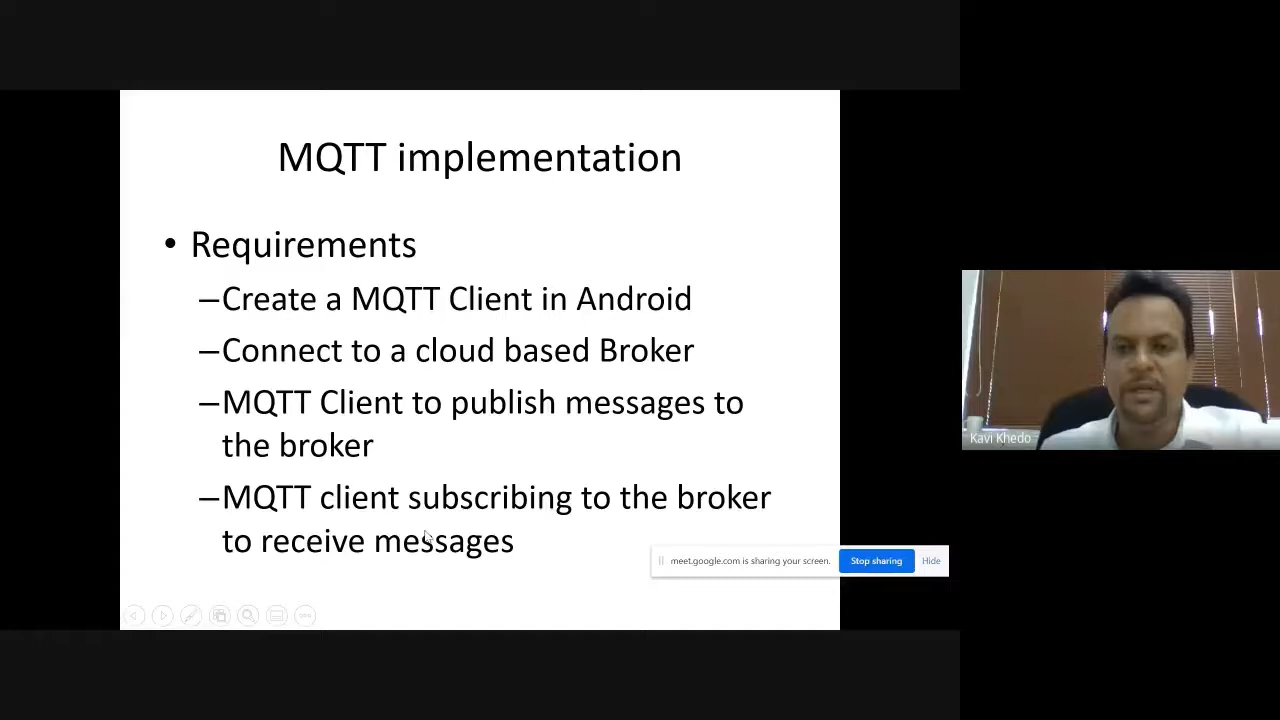 MQTT implementation
• Requirements
–Create a MQTT Client in Android
–Connect to a cloud based Broker
–MQTT Client to publish messages to
the broker
–MQTT client subscribing to the broker
to receive messages
meet.google.com is sharing your screen.
Stop sharing
Hide
Kavi Khedo